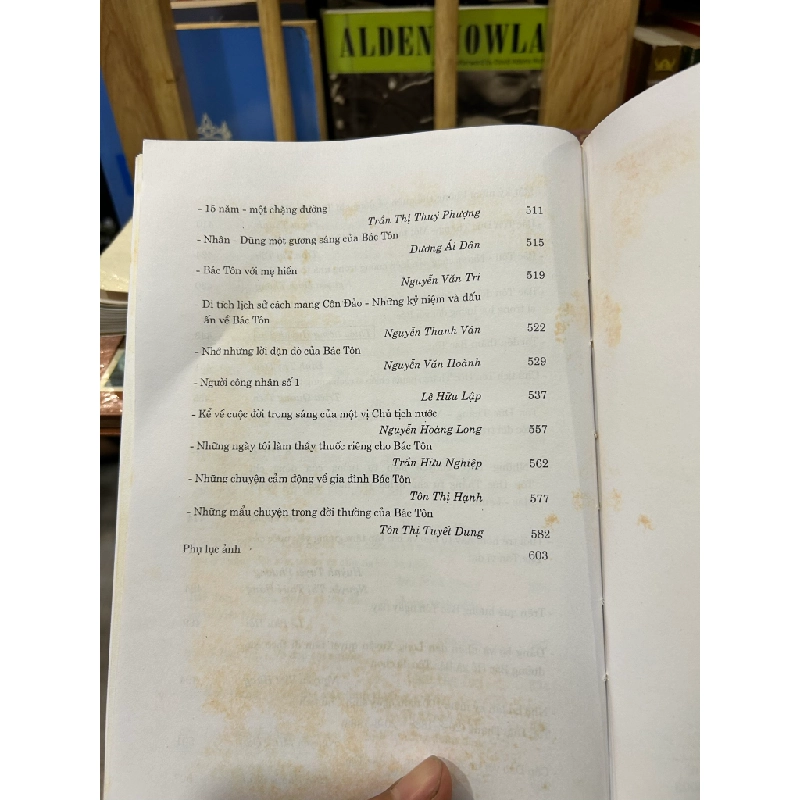 ALDEN NOWLA
- 15 năm - một chặng đường
Trần Thị Thuý Phượng 511
- Nhân - Dũng một gương sáng của Bác Tôn
Dương Ái Dân 515
- Bác Tôn với mẹ hiền
Nguyễn Văn Trí 519
Di tích lịch sử cách mạng Côn Đảo - Những kỷ niệm và dấu
ấn về Bác Tôn
Nguyễn Thanh Vân 522
- Nhớ những lời dặn dò của Bác Tôn
Nguyễn Văn Hoành 529
- Người công nhân số 1
Lê Hữu Lập 537
- Kể về cuộc đời trong sáng của một vị Chủ tịch nước
Nguyễn Hoàng Long 557
- Những ngày tôi làm thầy thuốc riêng cho Bác Tôn
Trần Hữu Nghiệp 562
- Những chuyện cảm động về gia đình Bác Tôn
Tôn Thị Hạnh 577
- Những mẩu chuyện trong đời thường của Bác Tôn
Tôn Thị Tuyết Dung 582
Phụ lục ảnh 603